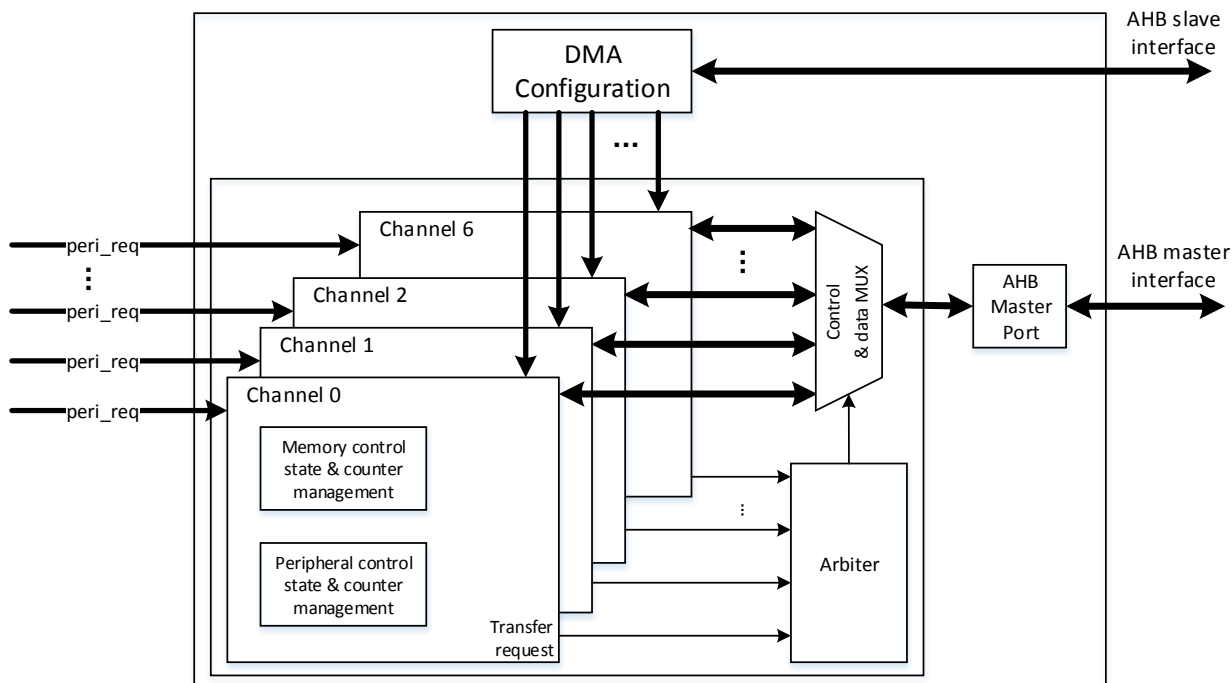 AHB slave
interface
DMA
Configuration
...
Channel 6
peri_req
...
...
Channel 2
peri_req
Channel 1
peri_req
Channel 0
peri_req
Control
& data MUX
AHB
Master
Port
AHB master
interface
Memory control
state & counter
management
...
Peripheral control
state & counter
management
Arbiter
Transfer
request